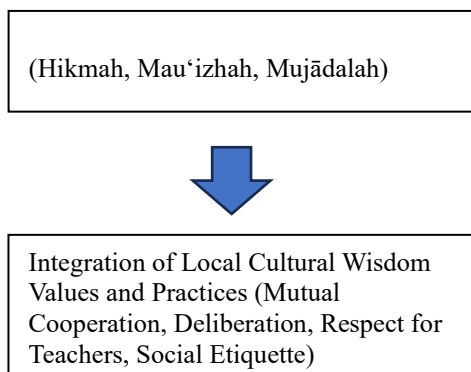 (Hikmah, Mau‘izhah, Mujādalah)
Integration of Local Cultural Wisdom
Values and Practices (Mutual
Cooperation, Deliberation, Respect for
Teachers, Social Etiquette)